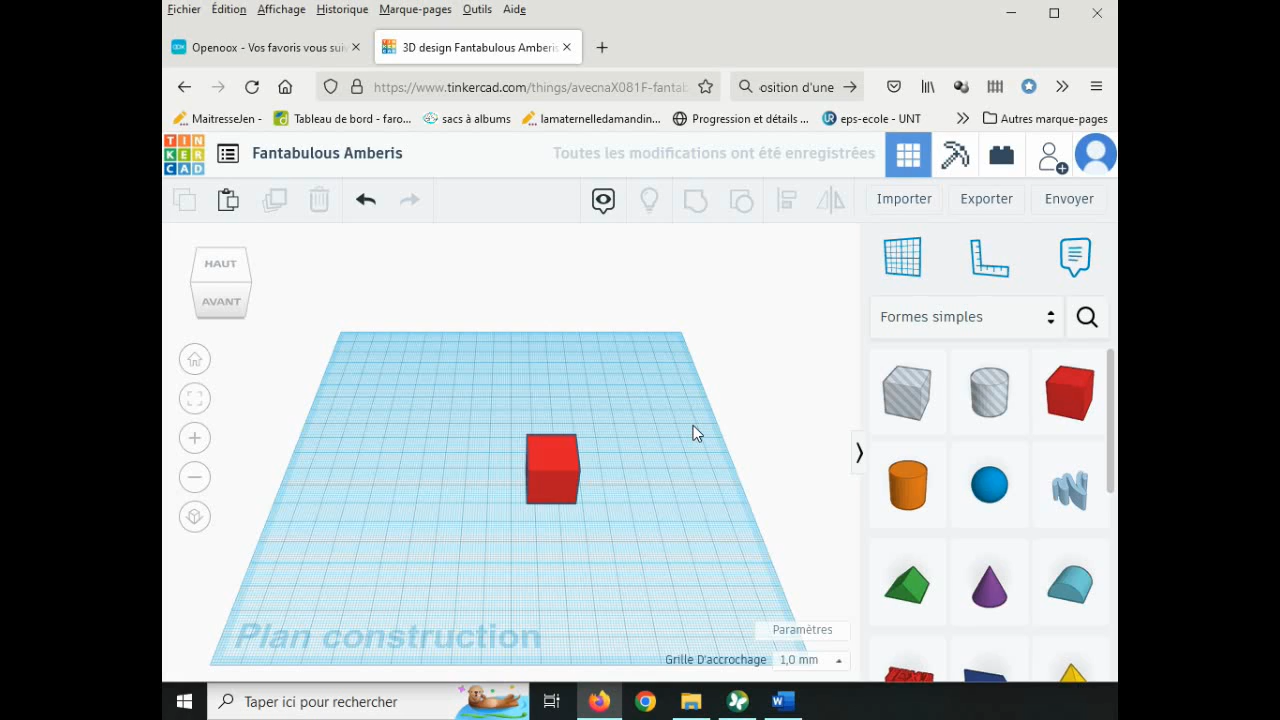 Fichier Édition Affichage Historique Marque-pages Outils Aide
Openoox - Vos favoris vous suiv
3D design Fantabulous Amberis
https://www.tinkercad.com/things/avecnaX081F-fantab
osition d'une
MaitresseJen - Tableau de bord - faro... sacs à albums lamaternelledanandin... Progression et détails ... eps-ecole - UNT Autres marque-pages
TIN
KER
CAD
Fantabulous Amberis
Toutes les modifications ont été enregistrées
Importer Exporter Envoyer
HAUT
AVANT
Formes simples
Plan construction
Paramètres
Grille D'accrochage 1,0 mm
Taper ici pour rechercher